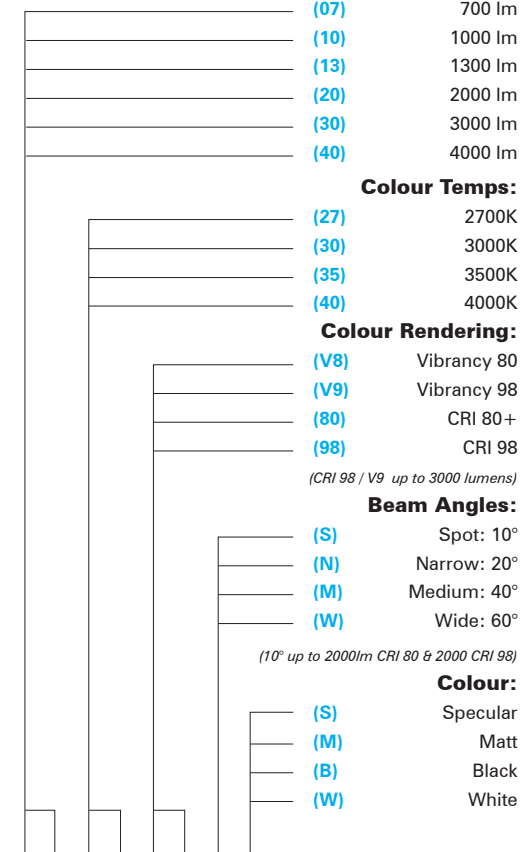 (07) 700 lm
(10) 1000 lm
(13) 1300 lm
(20) 2000 lm
(30) 3000 lm
(40) 4000 lm
Colour Temps:
(27) 2700K
(30) 3000K
(35) 3500K
(40) 4000K
Colour Rendering:
(V8) Vibrancy 80
(V9) Vibrancy 98
(80) CRI 80+
(98) CRI 98
(CRI 98 / V9 up to 3000 lumens)
Beam Angles:
(S) Spot: 10°
(N) Narrow: 20°
(M) Medium: 40°
(W) Wide: 60°
(10° up to 2000lm CRI 80 & 2000 CRI 98)
Colour:
(S) Specular
(M) Matt
(B) Black
(W) White